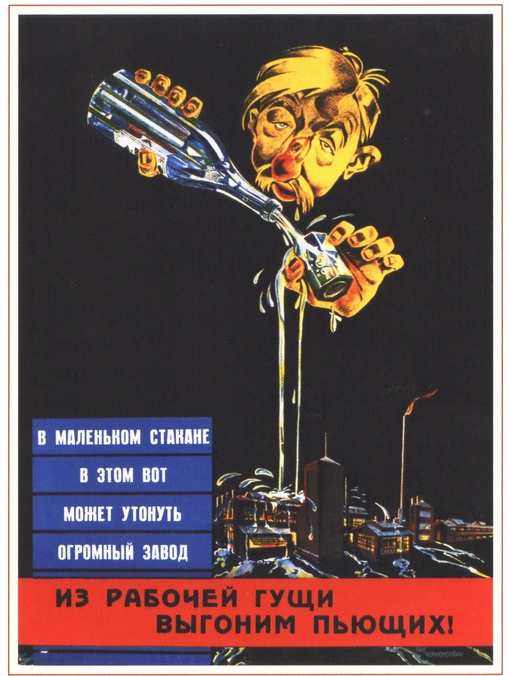 В МАЛЕНЬКОМ СТАКАНЕ
В ЭТОМ ВОТ
МОЖЕТ УТОНУТЬ
ОГРОМНЫЙ ЗАВОД
ИЗ РАБОЧЕЙ ГУЩИ
ВЫГОНИМ ПЬЮЩИХ!